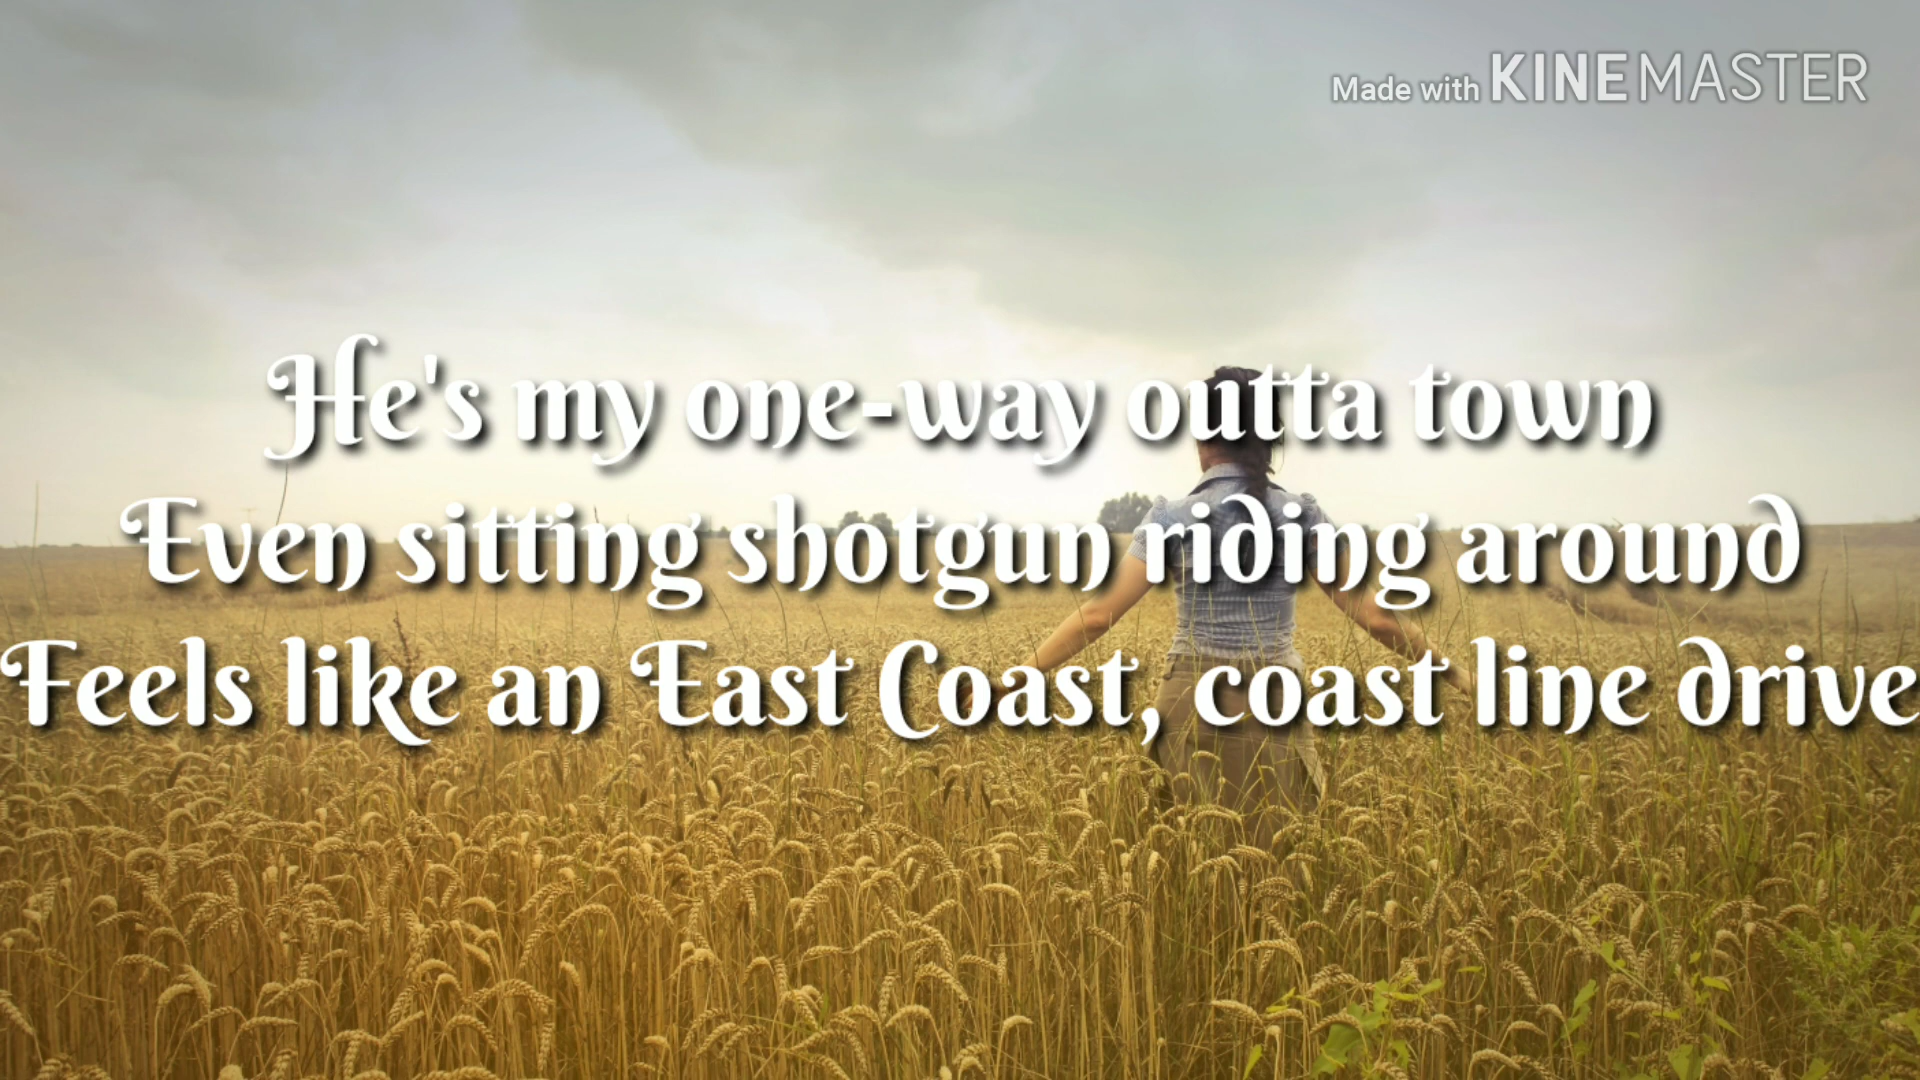 Made with KINEMASTER
He's my one-way outta town
Even sitting shotgun riding around
Feels like an East Coast, coast line drive